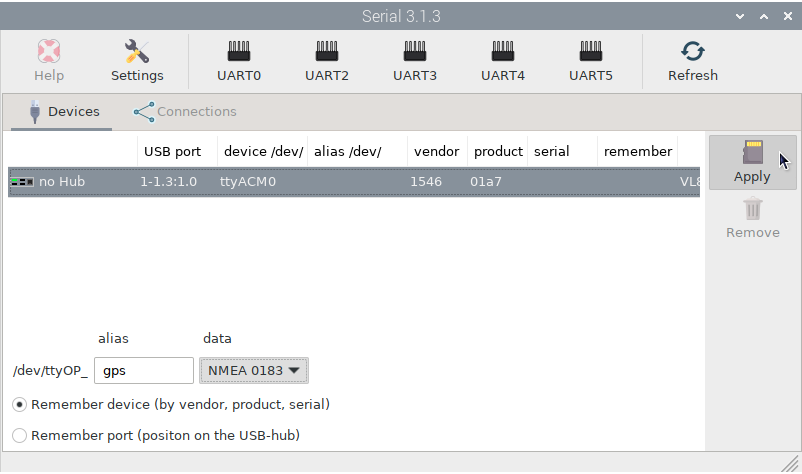 Serial 3.1.3
Help Settings UART0 UART2 UART3 UART4 UART5 Refresh
Devices Connections
USB port device /dev/ alias /dev/ vendor product serial remember
no Hub 1-1.3:1.0 ttyACM0 1546 01a7
Apply
Remove
alias data
/dev/ttyOP_ gps NMEA 0183
Remember device (by vendor, product, serial)
Remember port (positon on the USB-hub)